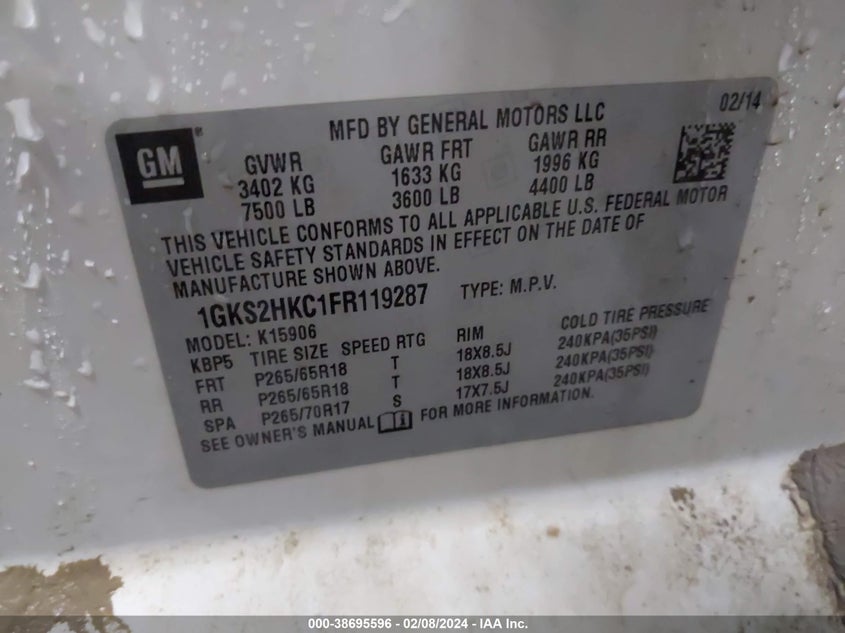 02/14
MFD BY GENERAL MOTORS LLC
GM
GVWR GAWR FRT GAWR RR
3402 KG 1633 KG 1996 KG
7500 LB 3600 LB 4400 LB
THIS VEHICLE CONFORMS TO ALL APPLICABLE U.S. FEDERAL MOTOR
VEHICLE SAFETY STANDARDS IN EFFECT ON THE DATE OF
MANUFACTURE SHOWN ABOVE.
1GKS2HKC1FR119287 TYPE: M.P.V.
MODEL: K15906
KBP5 TIRE SIZE SPEED RTG RIM COLD TIRE PRESSURE
FRT P265/65R18 T 18X8.5J 240KPA(35PSI)
RR P265/65R18 T 18X8.5J 240KPA(35PSI)
SPA P265/70R17 S 17X7.5J 240KPA(35PSI)
SEE OWNER'S MANUAL FOR MORE INFORMATION.
000-38695596 - 02/08/2024 - IAA Inc.